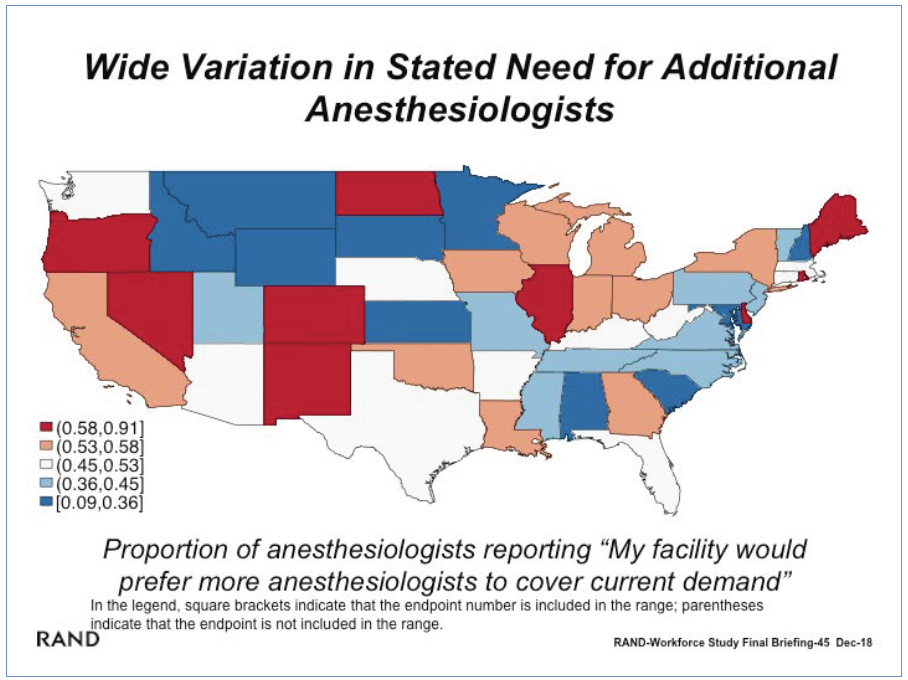 Wide Variation in Stated Need for Additional
Anesthesiologists
(0.58,0.91]
(0.53,0.58]
(0.45,0.53]
(0.36,0.45]
[0.09,0.36]
Proportion of anesthesiologists reporting “My facility would
prefer more anesthesiologists to cover current demand”
In the legend, square brackets indicate that the endpoint number is included in the range; parentheses
indicate that the endpoint is not included in the range.
RAND
RAND-Workforce Study Final Briefing-45 Dec-18